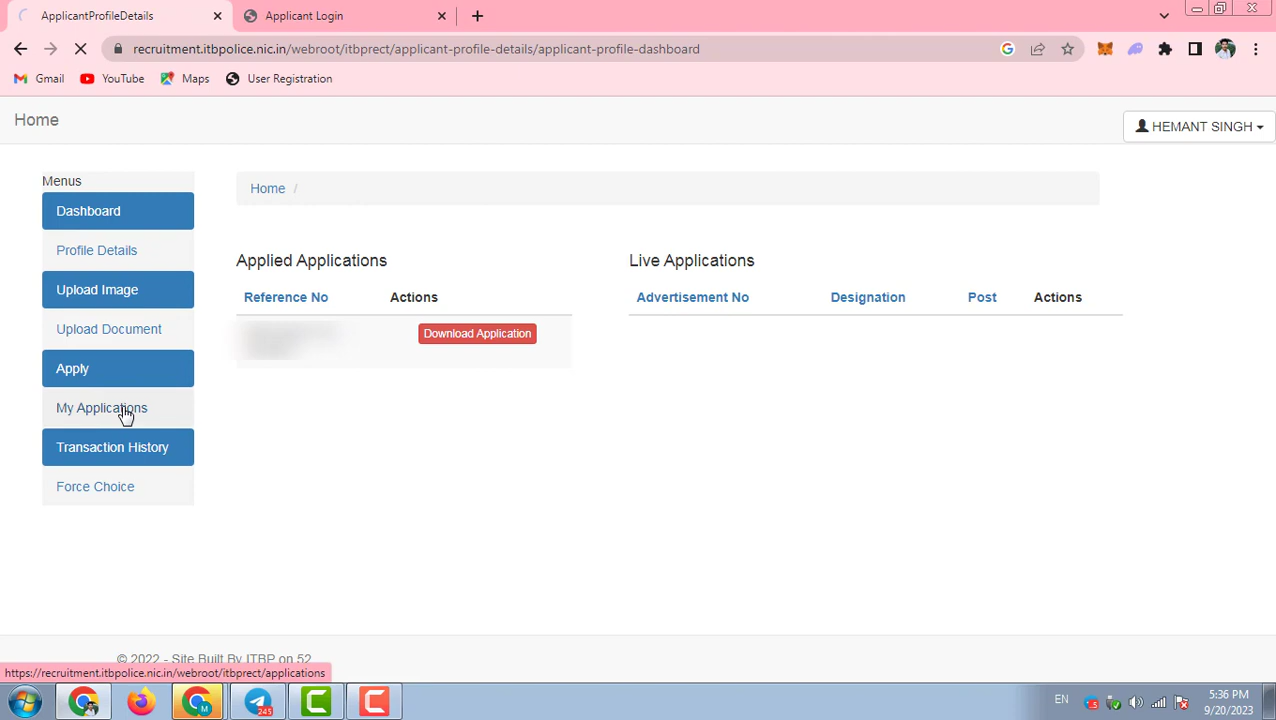 ApplicantProfileDetails
Applicant Login
recruitment.itbpolice.nic.in/webroot/itbprect/applicant-profile-details/applicant-profile-dashboard
Gmail
YouTube
Maps
User Registration
Home
HEMANT SINGH
Menus
Dashboard
Profile Details
Upload Image
Upload Document
Apply
My Applications
Transaction History
Force Choice
Home /
Applied Applications
Reference No Actions
Download Application
Live Applications
Advertisement No Designation Post Actions
© 2022 - Site Built By ITBP on 52
https://recruitment.itbpolice.nic.in/webroot/itbprect/applications
245
EN
5:36 PM
9/20/2023